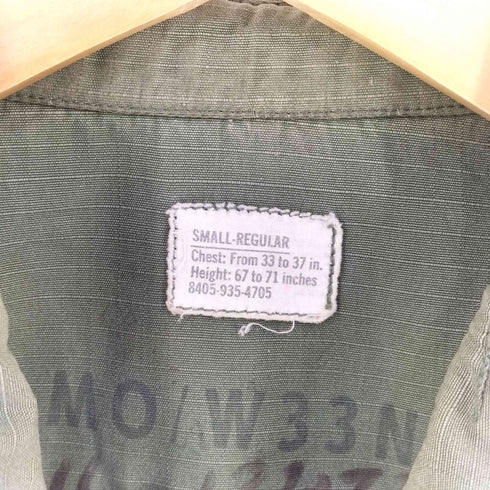 SMALL-REGULAR
Chest: From 33 to 37 in.
Height: 67 to 71 inches
8405-935-4705
MO/AW33N